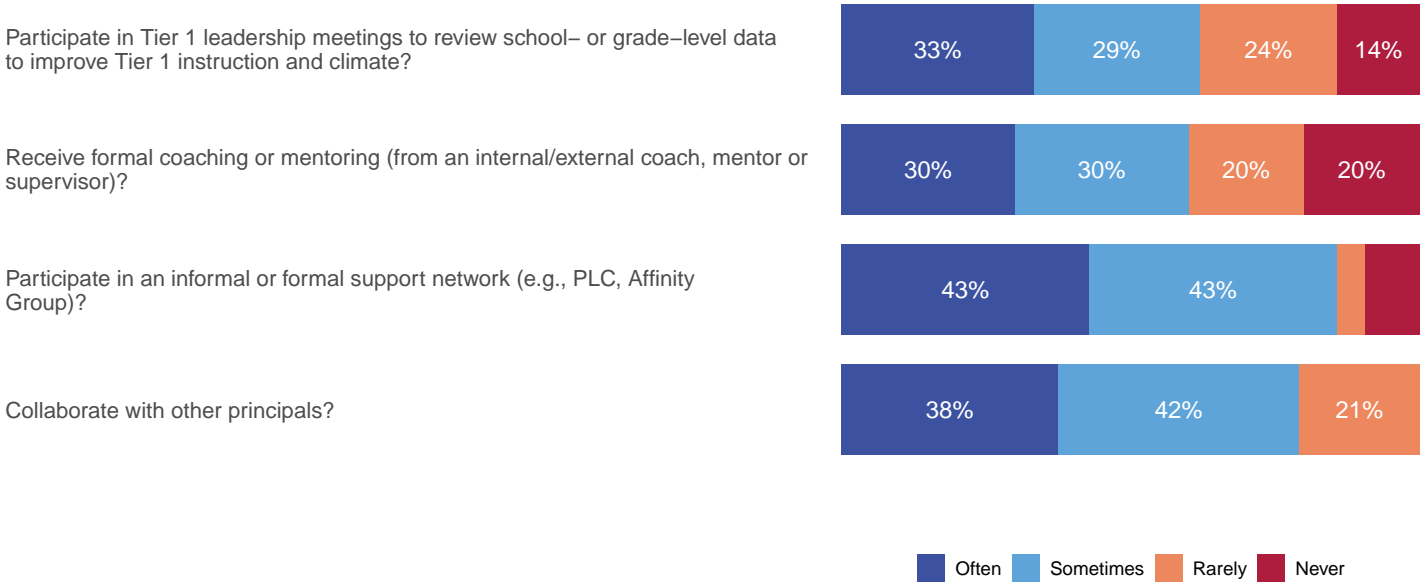 Participate in Tier 1 leadership meetings to review school− or grade−level data
to improve Tier 1 instruction and climate?
33% 29% 24% 14%
Receive formal coaching or mentoring (from an internal/external coach, mentor or
supervisor)?
30% 30% 20% 20%
Participate in an informal or formal support network (e.g., PLC, Affinity
Group)?
43% 43%
Collaborate with other principals?
38% 42% 21%
Often Sometimes Rarely Never